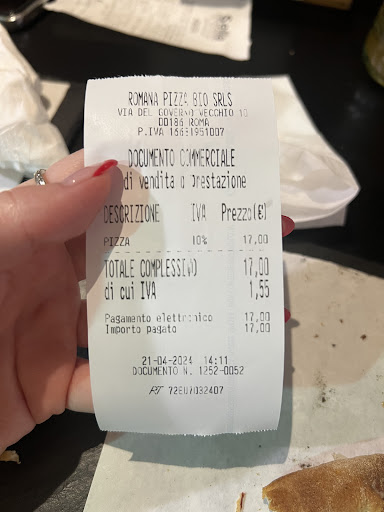 ROMANA PIZZA BIO SRLS
VIA DEL GOVERNO VECCHIO 10
00186 ROMA
P.IVA 16631951007
DOCUMENTO COMMERCIALE
di vendita o prestazione
DESCRIZIONE IVA Prezzo(€)
PIZZA 10% 17,00
TOTALE COMPLESSIVO 17,00
di cui IVA 1,55
Pagamento elettronico 17,00
Importo pagato 17,00
21-04-2024 14:11
DOCUMENTO N. 1252-0052
RT 72EU7032407